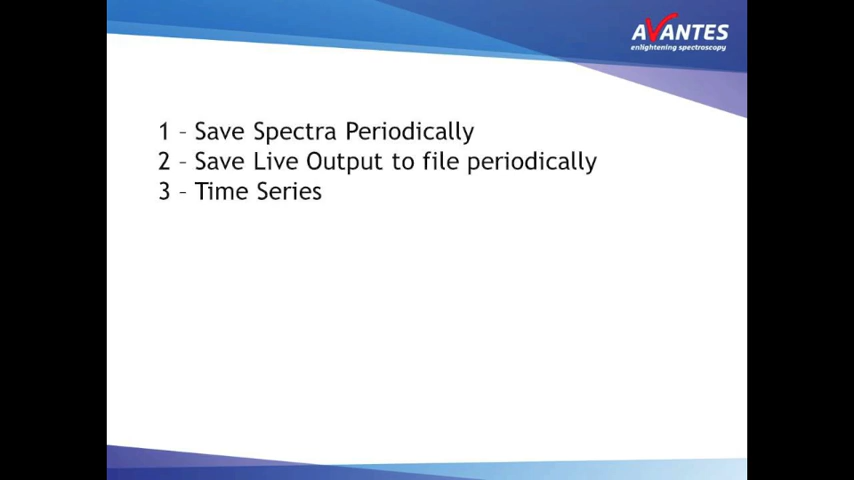 AVANTES
enlightening spectroscopy
1 – Save Spectra Periodically
2 – Save Live Output to file periodically
3 – Time Series